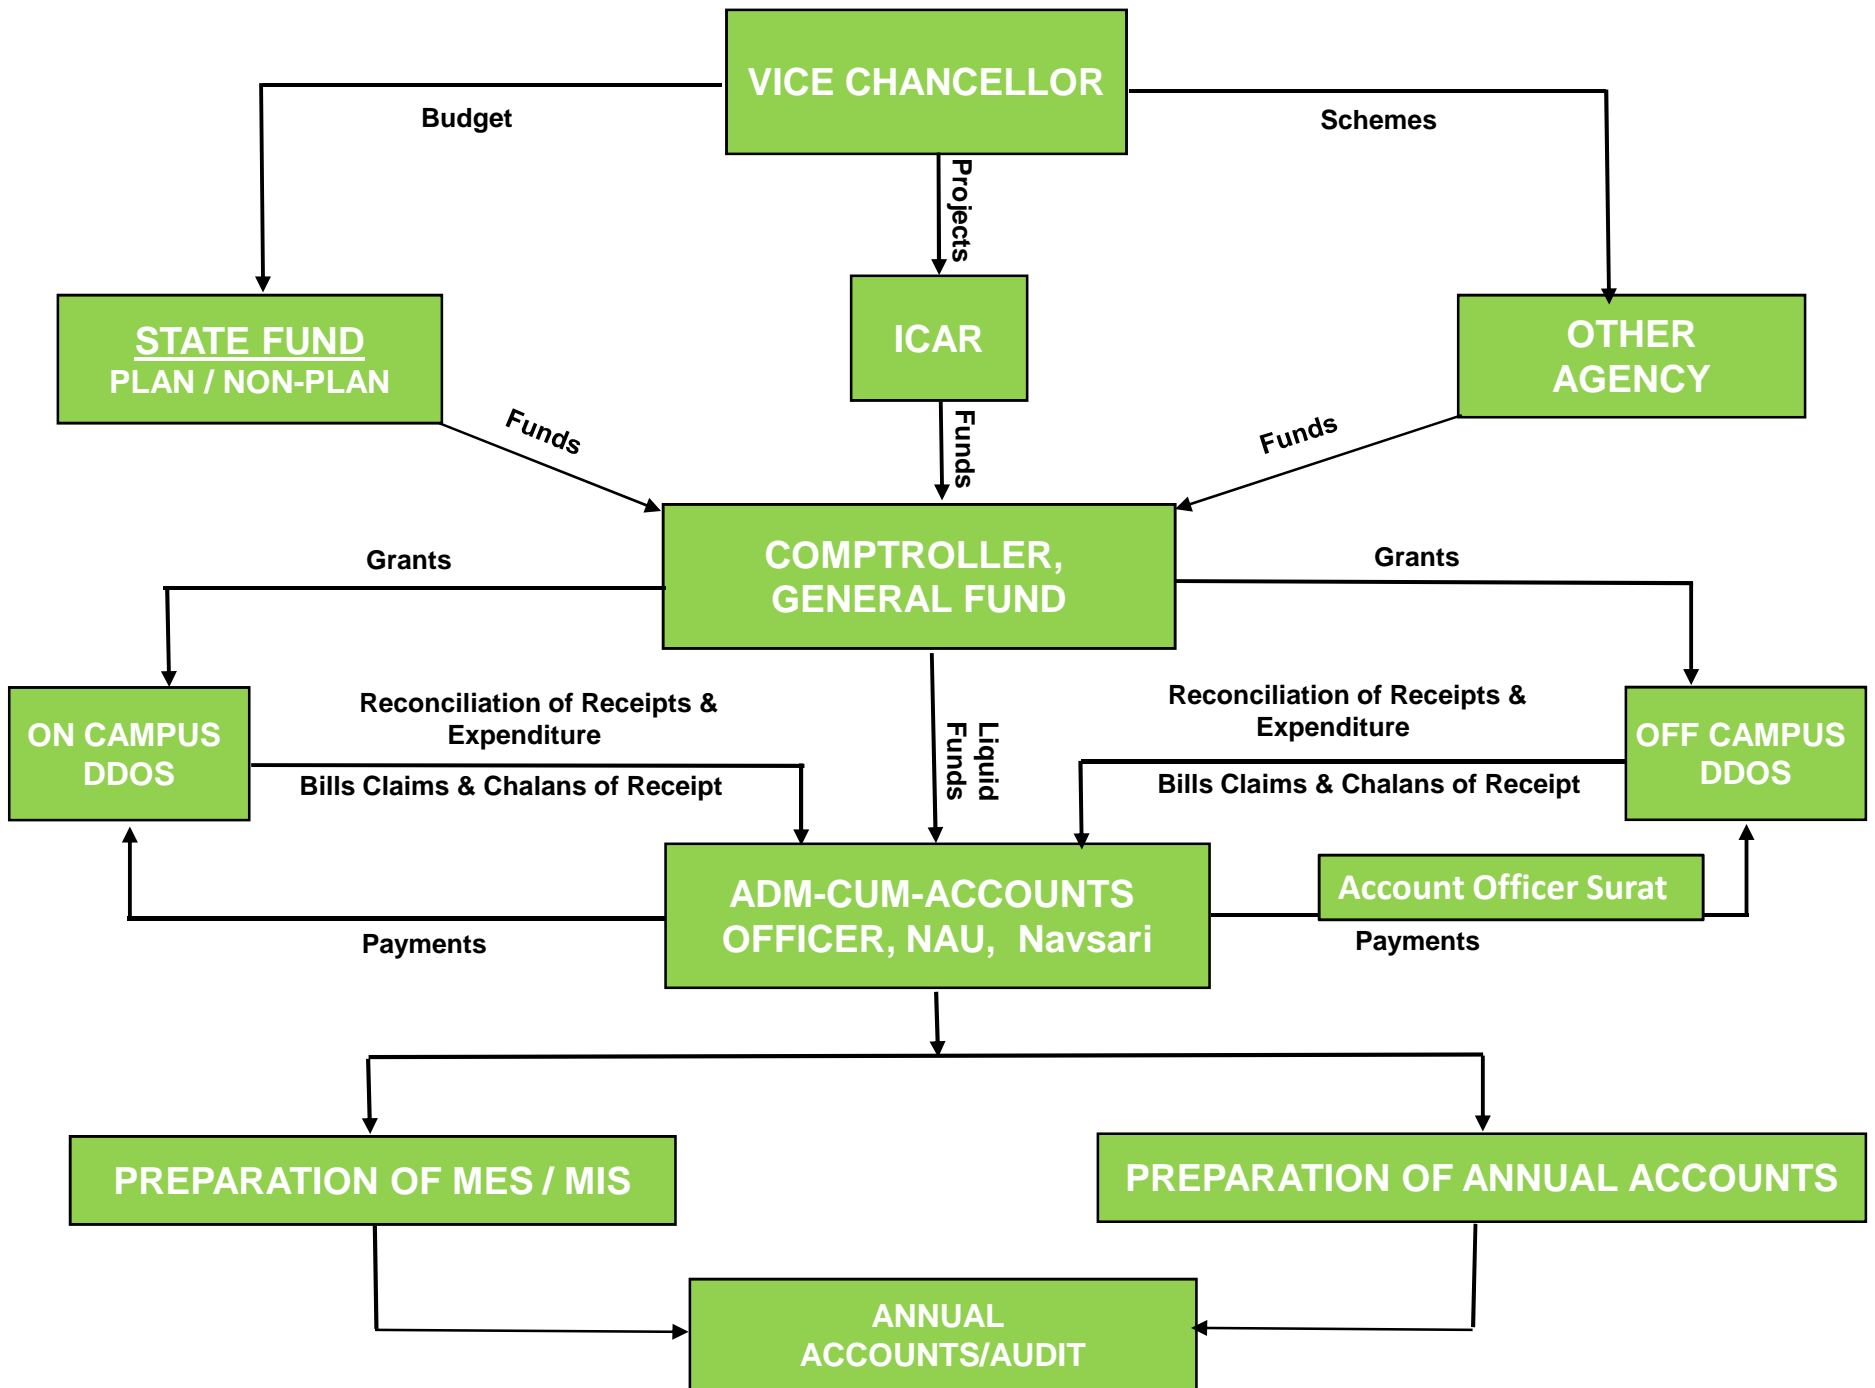 VICE CHANCELLOR
Budget
Schemes
Projects
STATE FUND
PLAN / NON-PLAN
ICAR
OTHER
AGENCY
Funds
Funds
Funds
COMPTROLLER,
GENERAL FUND
Grants
Grants
ON CAMPUS
DDOS
Reconciliation of Receipts &
Expenditure
Bills Claims & Chalans of Receipt
Liquid
Funds
Reconciliation of Receipts &
Expenditure
Bills Claims & Chalans of Receipt
OFF CAMPUS
DDOS
ADM-CUM-ACCOUNTS
OFFICER, NAU, Navsari
Account Officer Surat
Payments
Payments
PREPARATION OF MES / MIS
PREPARATION OF ANNUAL ACCOUNTS
ANNUAL
ACCOUNTS/AUDIT